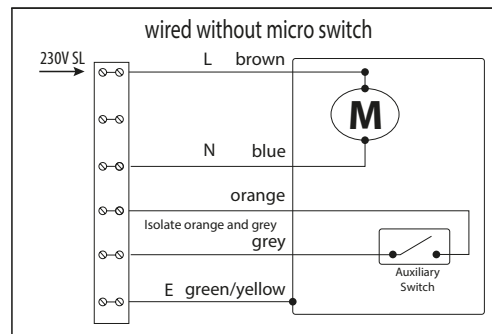 wired without micro switch
230V SL
L brown
M
N blue
orange
Isolate orange and grey
grey
Auxiliary
Switch
E green/yellow